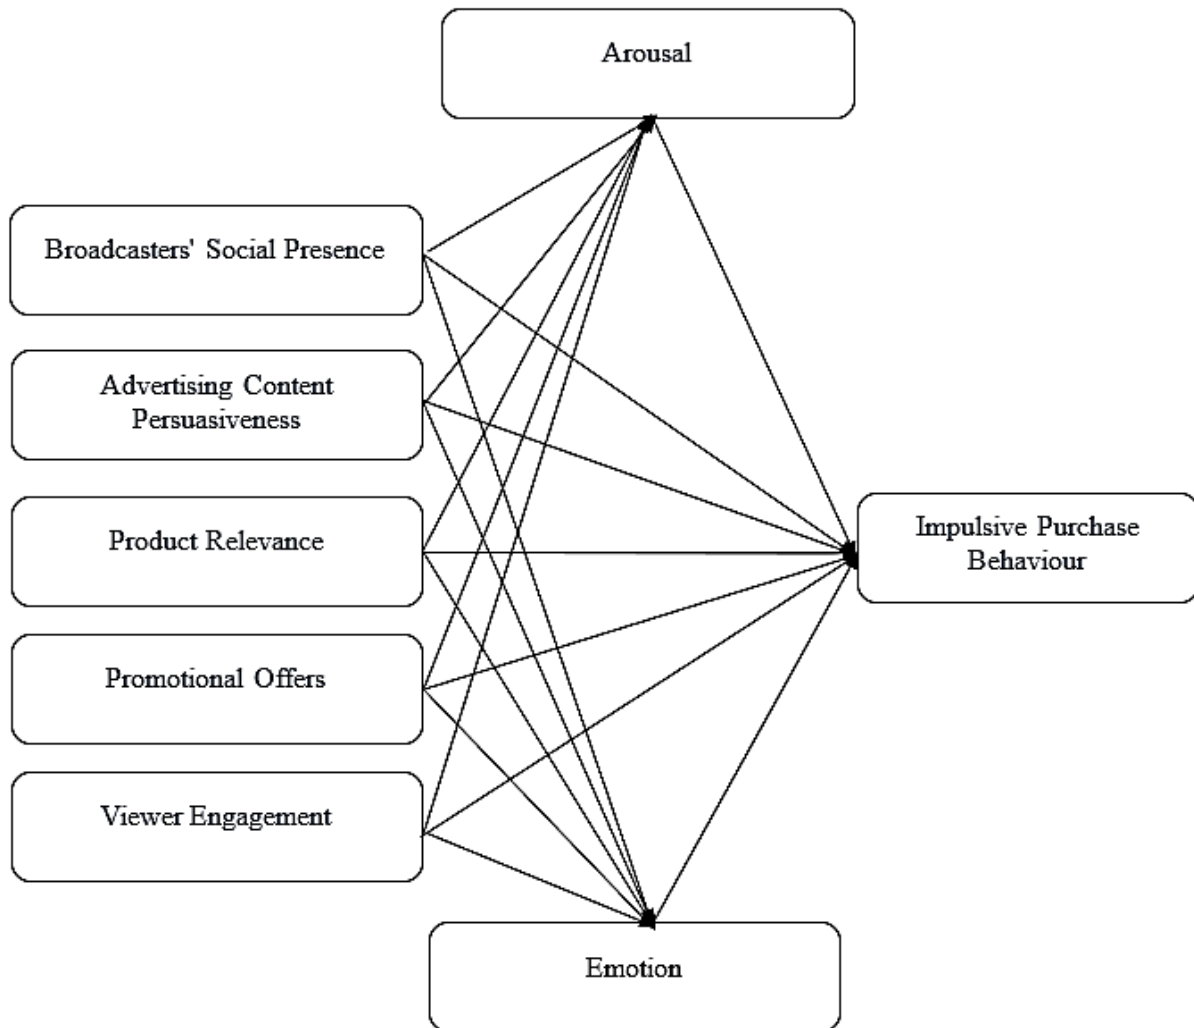 Arousal
Broadcasters' Social Presence
Advertising Content
Persuasiveness
Product Relevance
Impulsive Purchase
Behaviour
Promotional Offers
Viewer Engagement
Emotion